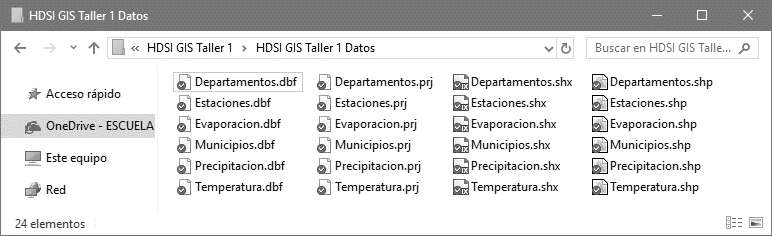 HDSI GIS Taller 1 Datos
« HDSI GIS Taller 1 > HDSI GIS Taller 1 Datos
Buscar en HDSI GIS Talle...
Acceso rápido
OneDrive - ESCUELA
Este equipo
Red
Departamentos.dbf Departamentos.prj Departamentos.shx Departamentos.shp
Estaciones.dbf Estaciones.prj Estaciones.shx Estaciones.shp
Evaporacion.dbf Evaporacion.prj Evaporacion.shx Evaporacion.shp
Municipios.dbf Municipios.prj Municipios.shx Municipios.shp
Precipitacion.dbf Precipitacion.prj Precipitacion.shx Precipitacion.shp
Temperatura.dbf Temperatura.prj Temperatura.shx Temperatura.shp
24 elementos